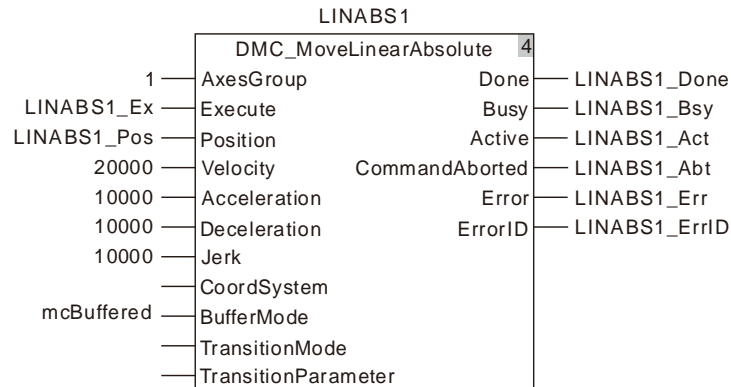 LINABS1
DMC_MoveLinearAbsolute 4
1 AxesGroup Done LINABS1_Done
LINABS1_Ex Execute Busy LINABS1_Bsy
LINABS1_Pos Position Active LINABS1_Act
20000 Velocity CommandAborted LINABS1_Abt
10000 Acceleration Error LINABS1_Err
10000 Deceleration ErrorID LINABS1_ErrID
10000 Jerk
CoordSystem
mcBuffered BufferMode
TransitionMode
TransitionParameter